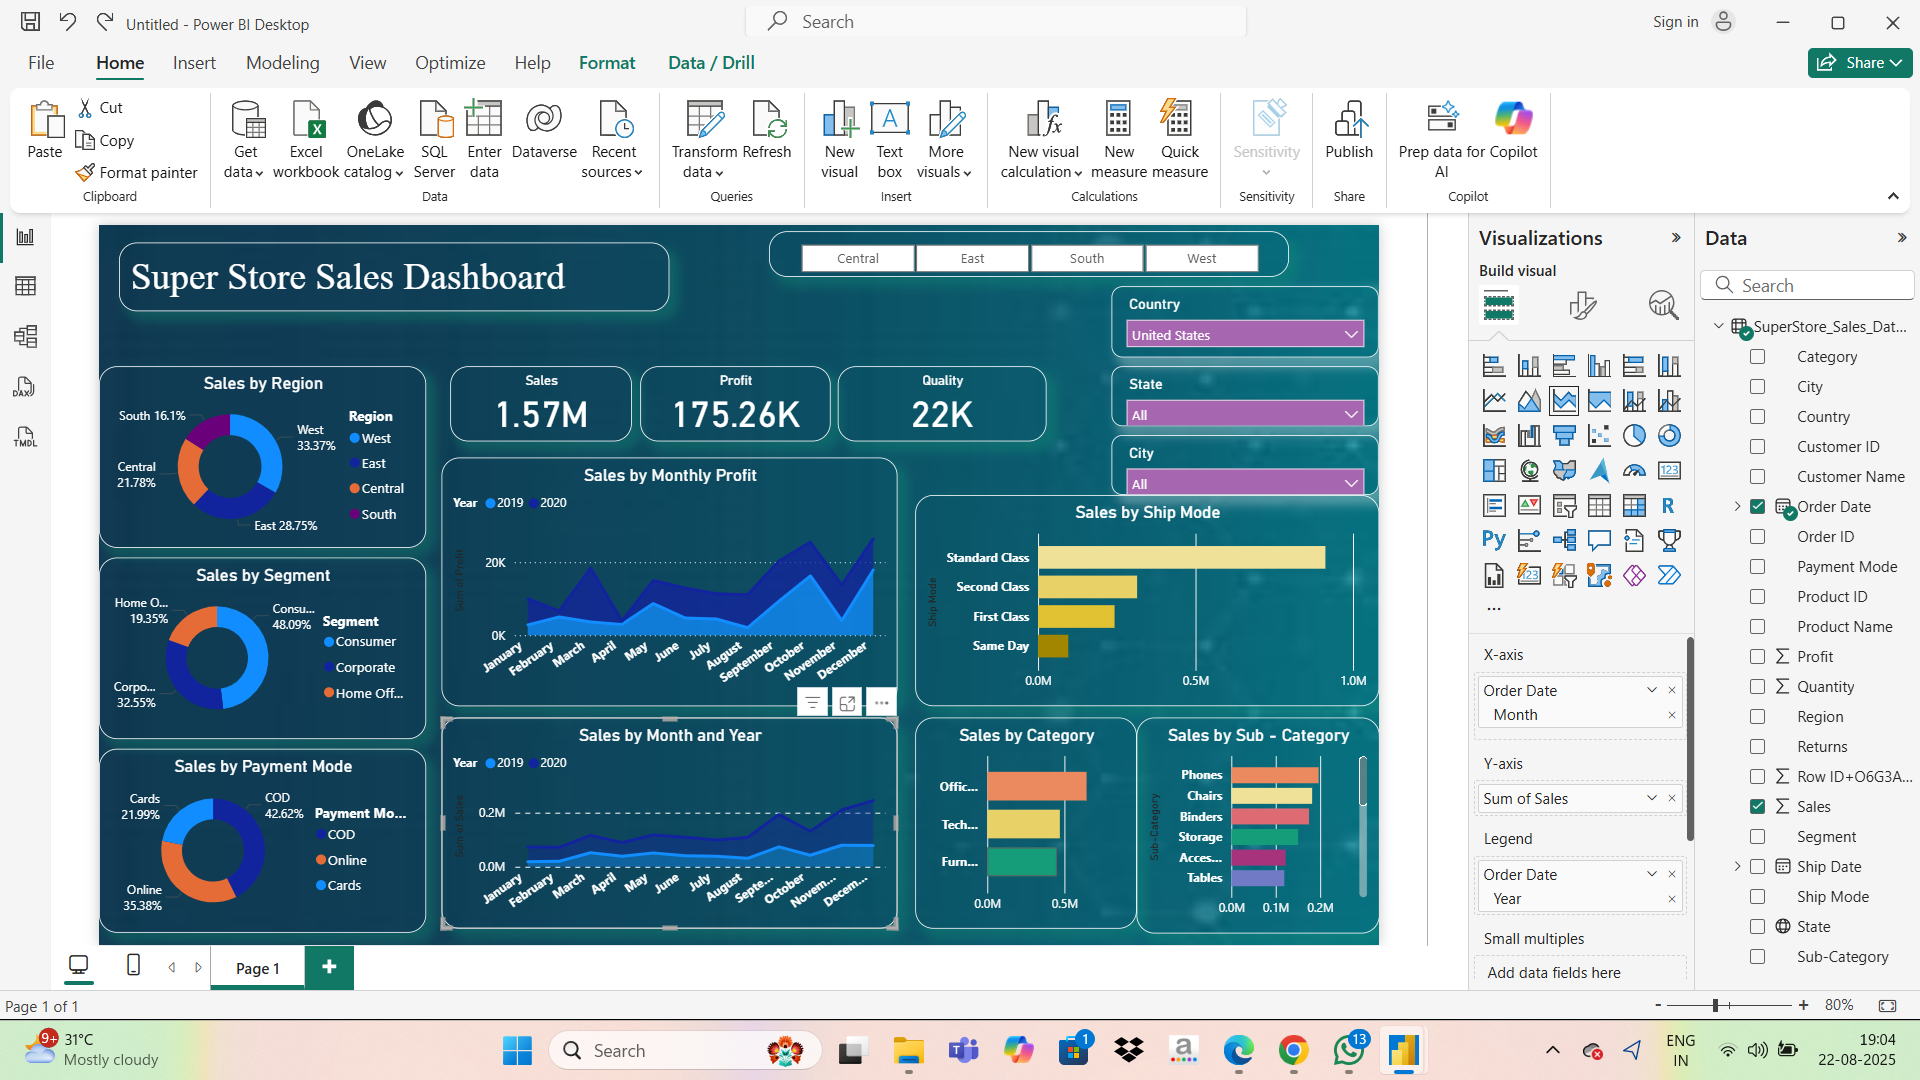 Untitled - Power BI Desktop
Search
Sign in
File Home Insert Modeling View Optimize Help Format Data / Drill
Share
Paste
Cut
Copy
Format painter
Clipboard
Get data
Excel workbook
OneLake catalog
SQL Server
Enter data
Dataverse
Recent sources
Data
Transform data
Refresh
Queries
New visual
Text box
More visuals
Insert
New visual calculation
New measure
Quick measure
Calculations
Sensitivity
Sensitivity
Publish
Share
Prep data for AI
Copilot
Copilot
DAX
TMDL
Super Store Sales Dashboard
Central East South West
Country
United States
State
All
City
All
Sales by Region
South 16.1%
West 33.37%
Central 21.78%
East 28.75%
Region
West
East
Central
South
Sales
1.57M
Profit
175.26K
Quality
22K
Sales by Segment
Home O... 19.35%
Consu... 48.09%
Corpo... 32.55%
Segment
Consumer
Corporate
Home Off...
Sales by Payment Mode
Cards 21.99%
COD 42.62%
Online 35.38%
Payment Mo...
COD
Online
Cards
Sales by Monthly Profit
Year 2019 2020
Sum of Profit
20K
0K
January February March April May June July August September October November December
Sales by Month and Year
Year 2019 2020
Sum of Sales
0.2M
0.0M
January February March April May June July August Septe... October Novem... Decem...
Sales by Ship Mode
Ship Mode
Standard Class
Second Class
First Class
Same Day
0.0M 0.5M 1.0M
Sales by Category
Offic...
Tech...
Furn...
0.0M 0.5M
Sales by Sub - Category
Sub-Category
Phones
Chairs
Binders
Storage
Acces...
Tables
0.0M 0.1M 0.2M
Visualizations
Build visual
123
R
Py
123
...
X-axis
Order Date
Month
Y-axis
Sum of Sales
Legend
Order Date
Year
Small multiples
Add data fields here
Data
Search
SuperStore_Sales_Dat...
Category
City
Country
Customer ID
Customer Name
Order Date
Order ID
Payment Mode
Product ID
Product Name
Profit
Quantity
Region
Returns
Row ID+O6G3A...
Sales
Segment
Ship Date
Ship Mode
State
Sub-Category
Page 1
Page 1 of 1
- + 80%
9+
31°C
Mostly cloudy
Search
1
a
13
ENG
IN
19:04
22-08-2025